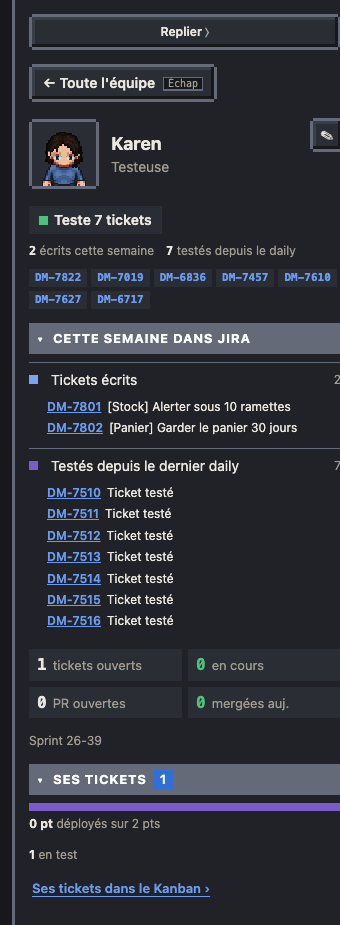 Replier ›
← Toute l'équipe Échap
Karen
Testeuse
Teste 7 tickets
2 écrits cette semaine 7 testés depuis le daily
DM-7822 DM-7019 DM-6836 DM-7457 DM-7610
DM-7627 DM-6717
▾ CETTE SEMAINE DANS JIRA
Tickets écrits 2
DM-7801 [Stock] Alerter sous 10 ramettes
DM-7802 [Panier] Garder le panier 30 jours
Testés depuis le dernier daily 7
DM-7510 Ticket testé
DM-7511 Ticket testé
DM-7512 Ticket testé
DM-7513 Ticket testé
DM-7514 Ticket testé
DM-7515 Ticket testé
DM-7516 Ticket testé
1 tickets ouverts 0 en cours
0 PR ouvertes 0 mergées auj.
Sprint 26-39
▾ SES TICKETS 1
0 pt déployés sur 2 pts
1 en test
Ses tickets dans le Kanban ›